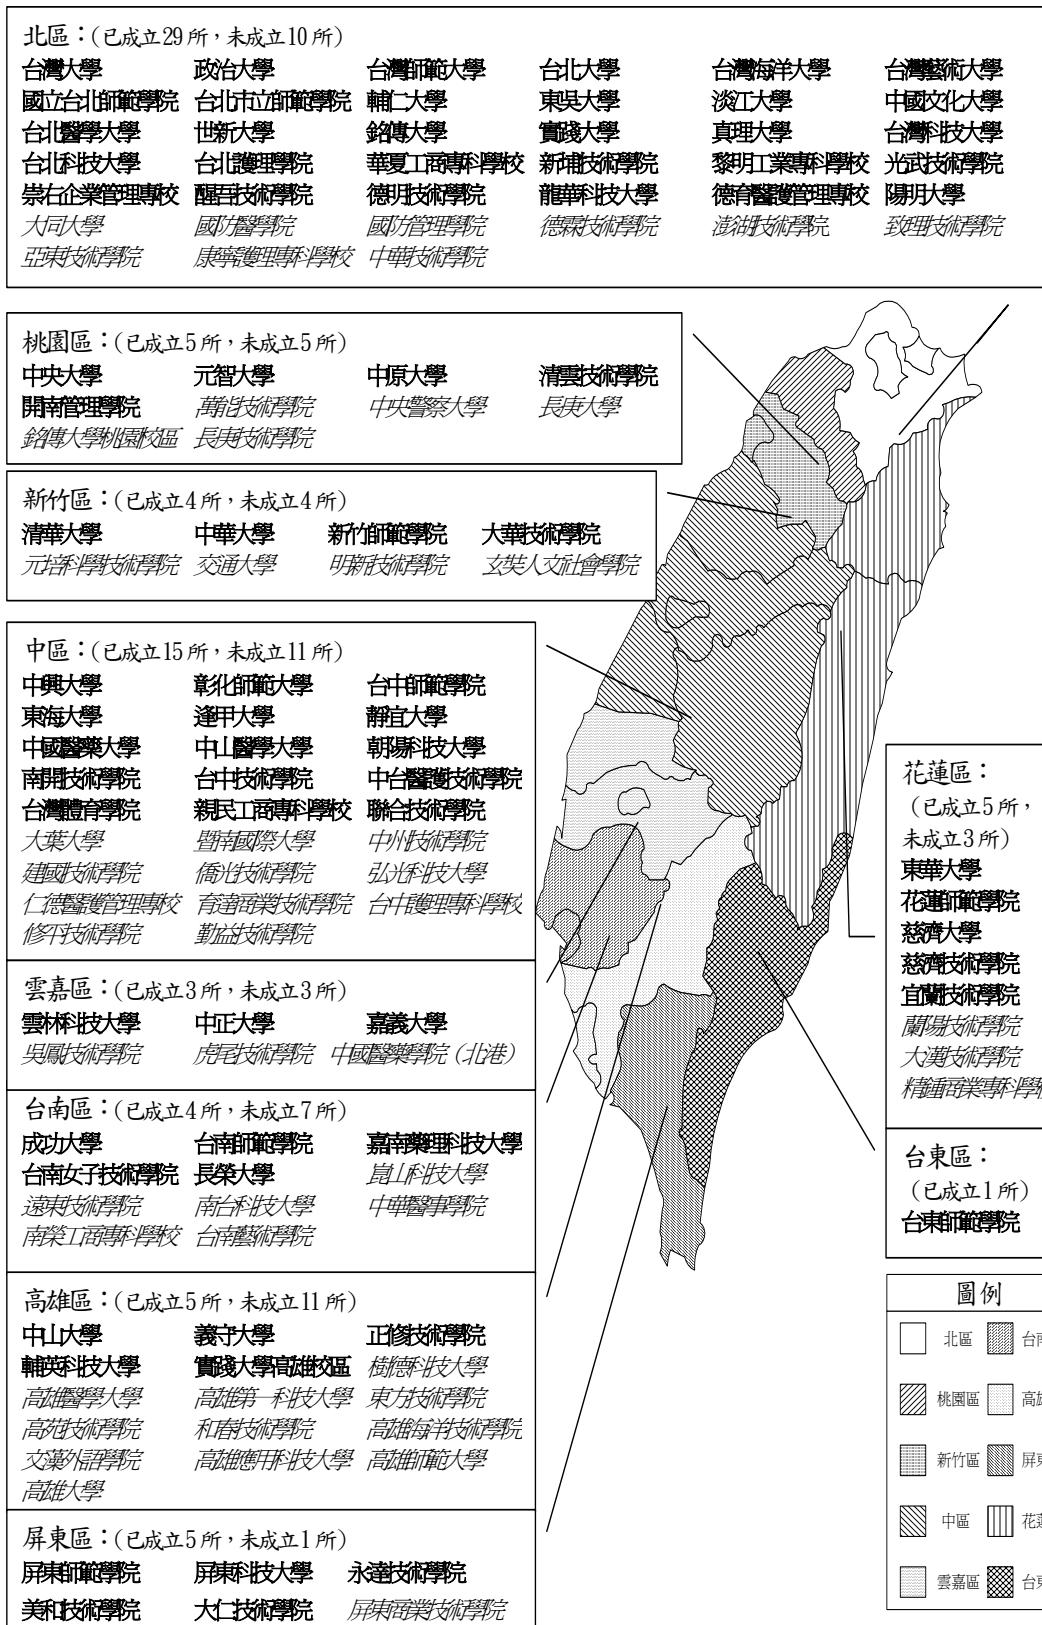 北區：(已成立29所，未成立10所)
台灣大學 政治大學 台灣師範大學 台北大學 台灣海洋大學 台灣藝術大學
國立台北師範學院 台北市立師範學院 輔仁大學 東吳大學 淡江大學 中國文化大學
台北醫學大學 世新大學 銘傳大學 實踐大學 真理大學 台灣科技大學
台北科技大學 台北護理學院 華夏工商專科學校 新埔技術學院 黎明工業專科學校 光武技術學院
崇右企業管理專校 醒吾技術學院 德明技術學院 龍華科技大學 德育醫護管理專校 陽明大學
大同大學 國防醫學院 國防管理學院 德霖技術學院 澎湖技術學院 致理技術學院
亞東技術學院 康寧護理專科學校 中華技術學院
桃園區：(已成立5所，未成立5所)
中央大學 元智大學 中原大學 清雲技術學院
開南管理學院 萬能技術學院 中央警察大學 長庚大學
銘傳大學桃園校區 長庚技術學院
新竹區：(已成立4所，未成立4所)
清華大學 中華大學 新竹師範學院 大華技術學院
元培科學技術學院 交通大學 明新技術學院 玄奘人文社會學院
中區：(已成立15所，未成立11所)
中興大學 彰化師範大學 台中師範學院
東海大學 逢甲大學 靜宜大學
中國醫藥大學 中山醫學大學 朝陽科技大學
南開技術學院 台中技術學院 中台醫護技術學院
台灣體育學院 親民工商專科學校 聯合技術學院
大葉大學 暨南國際大學 中州技術學院
建國技術學院 僑光技術學院 弘光科技大學
仁德醫護管理專校 育達商業技術學院 台中護理專科學校
修平技術學院 勤益技術學院
雲嘉區：(已成立3所，未成立3所)
雲林科技大學 中正大學 嘉義大學
吳鳳技術學院 虎尾技術學院 中國醫藥學院（北港）
台南區：(已成立4所，未成立7所)
成功大學 台南師範學院 嘉南藥理科技大學
台南女子技術學院 長榮大學 崑山科技大學
遠東技術學院 南台科技大學 中華醫事學院
南榮工商專科學校 台南藝術學院
高雄區：(已成立5所，未成立11所)
中山大學 義守大學 正修技術學院
輔英科技大學 實踐大學高雄校區 樹德科技大學
高雄醫學大學 高雄第一科技大學 東方技術學院
高苑技術學院 和春技術學院 高雄海洋技術學院
文藻外語學院 高雄應用科技大學 高雄師範大學
高雄大學
屏東區：(已成立5所，未成立1所)
屏東師範學院 屏東科技大學 永達技術學院
美和技術學院 大仁技術學院 屏東商業技術學院
花蓮區：
（已成立5所，
未成立3所）
東華大學
花蓮師範學院
慈濟大學
慈濟技術學院
宜蘭技術學院
蘭陽技術學院
大漢技術學院
精鍾商業專科學校
台東區：
（已成立1所）
台東師範學院
圖例
北區 台南
桃園區 高雄
新竹區 屏東
中區 花蓮
雲嘉區 台東